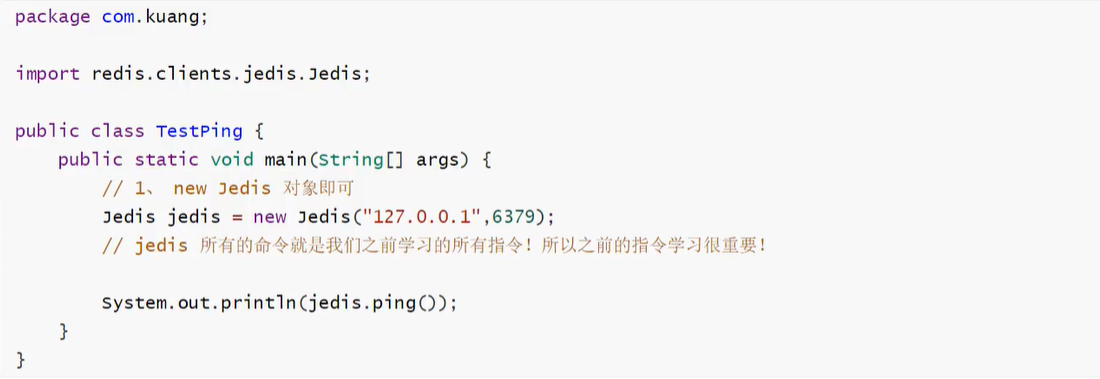 package com.kuang;
import redis.clients.jedis.Jedis;
public class TestPing {
public static void main(String[] args) {
// 1、 new Jedis 对象即可
Jedis jedis = new Jedis("127.0.0.1",6379);
// jedis 所有的命令就是我们之前学习的所有指令！所以之前的指令学习很重要！
System.out.println(jedis.ping());
}
}